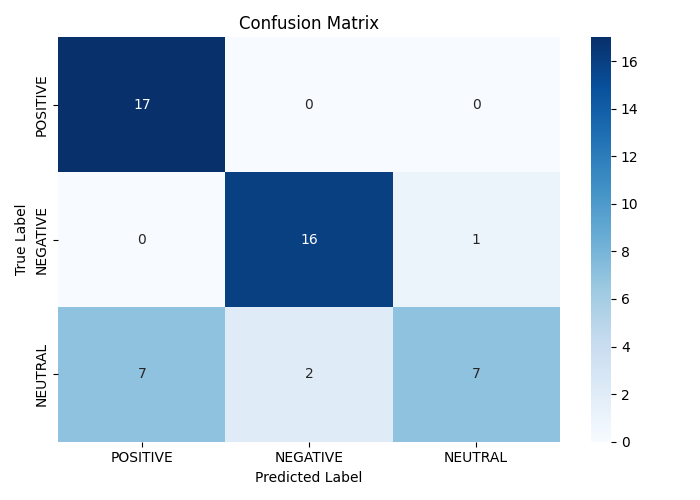 Confusion Matrix
True Label
POSITIVE
17 0 0
NEGATIVE
0 16 1
NEUTRAL
7 2 7
POSITIVE NEGATIVE NEUTRAL
Predicted Label
16
14
12
10
8
6
4
2
0